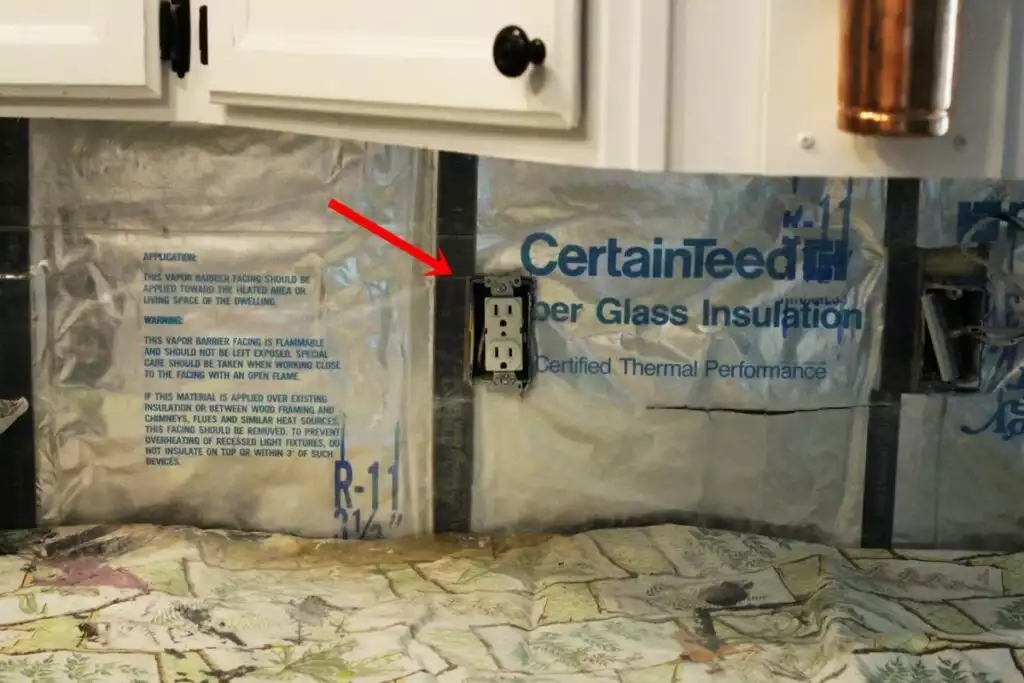 APPLICATION:
THIS VAPOR BARRIER FACING SHOULD BE
APPLIED TOWARD THE HEATED AREA OR
LIVING SPACE OF THE DWELLING.
WARNING:
THIS VAPOR BARRIER FACING IS FLAMMABLE
AND SHOULD NOT BE LEFT EXPOSED. SPECIAL
CARE SHOULD BE TAKEN WHEN WORKING CLOSE
TO THE FACING WITH AN OPEN FLAME.
IF THIS MATERIAL IS APPLIED OVER EXISTING
INSULATION OR BETWEEN WOOD FRAMING AND
CHIMNEYS, FLUES AND SIMILAR HEAT SOURCES,
THIS FACING SHOULD BE REMOVED. TO PREVENT
OVERHEATING OF RECESSED LIGHT FIXTURES, DO
NOT INSULATE ON TOP OR WITHIN 3" OF SUCH
DEVICES.
R-11
3½"
R-11
CertainTeed
ber Glass Insulation
Certified Thermal Performance